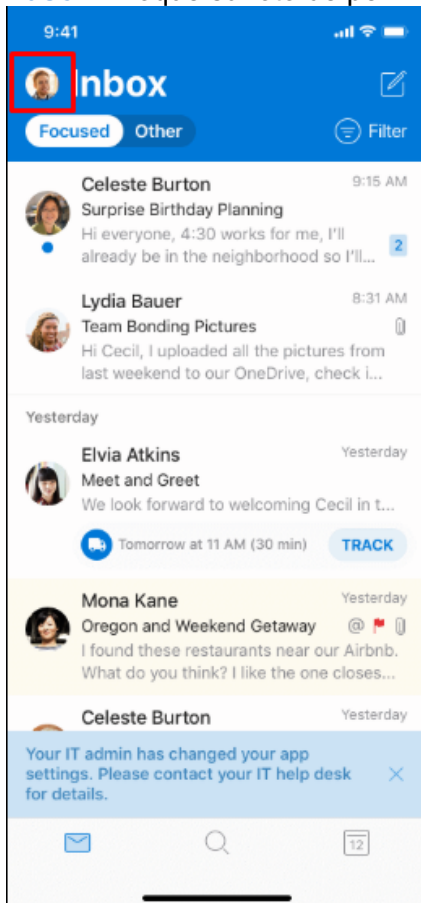 9:41
Inbox
Focused Other Filter
Celeste Burton 9:15 AM
Surprise Birthday Planning
Hi everyone, 4:30 works for me, I'll
already be in the neighborhood so I'll... 2
Lydia Bauer 8:31 AM
Team Bonding Pictures
Hi Cecil, I uploaded all the pictures from
last weekend to our OneDrive, check i...
Yesterday
Elvia Atkins Yesterday
Meet and Greet
We look forward to welcoming Cecil in t...
Tomorrow at 11 AM (30 min) TRACK
Mona Kane Yesterday
Oregon and Weekend Getaway @
I found these restaurants near our Airbnb.
What do you think? I like the one closes...
Celeste Burton Yesterday
Your IT admin has changed your app
settings. Please contact your IT help desk
for details.
12